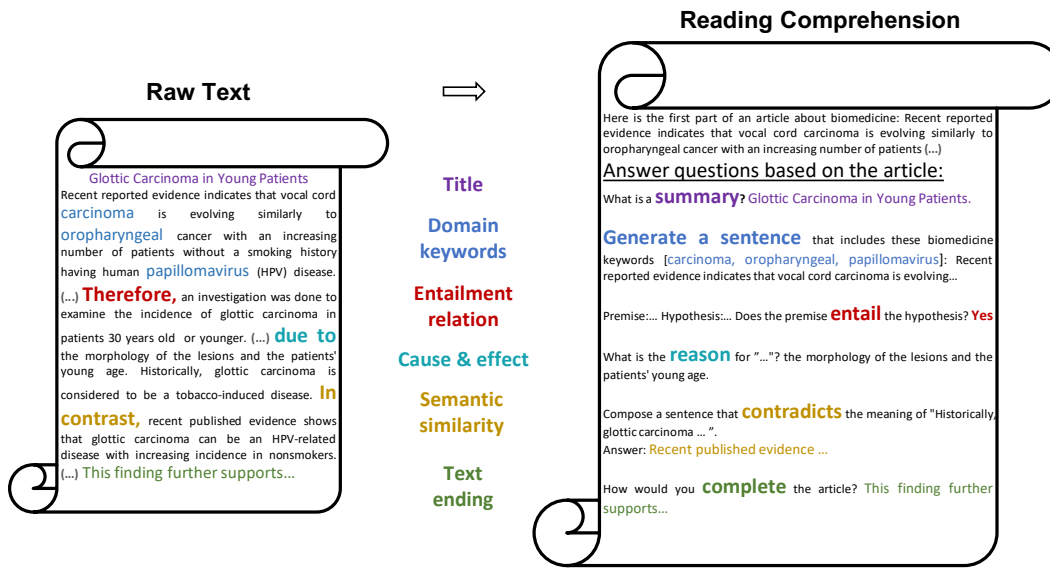 Reading Comprehension
Raw Text
⇨
Glottic Carcinoma in Young Patients
Recent reported evidence indicates that vocal cord
carcinoma is evolving similarly to
oropharyngeal cancer with an increasing
number of patients without a smoking history
having human papillomavirus (HPV) disease.
(...) Therefore, an investigation was done to
examine the incidence of glottic carcinoma in
patients 30 years old or younger. (...) due to
the morphology of the lesions and the patients'
young age. Historically, glottic carcinoma is
considered to be a tobacco-induced disease. In
contrast, recent published evidence shows
that glottic carcinoma can be an HPV-related
disease with increasing incidence in nonsmokers.
(...) This finding further supports...
Title
Domain
keywords
Entailment
relation
Cause & effect
Semantic
similarity
Text
ending
Here is the first part of an article about biomedicine: Recent reported
evidence indicates that vocal cord carcinoma is evolving similarly to
oropharyngeal cancer with an increasing number of patients (...)
Answer questions based on the article:
What is a summary? Glottic Carcinoma in Young Patients.
Generate a sentence that includes these biomedicine
keywords [carcinoma, oropharyngeal, papillomavirus]: Recent
reported evidence indicates that vocal cord carcinoma is evolving...
Premise:... Hypothesis:... Does the premise entail the hypothesis? Yes
What is the reason for "..."? the morphology of the lesions and the
patients' young age.
Compose a sentence that contradicts the meaning of "Historically,
glottic carcinoma ... ".
Answer: Recent published evidence ...
How would you complete the article? This finding further
supports...